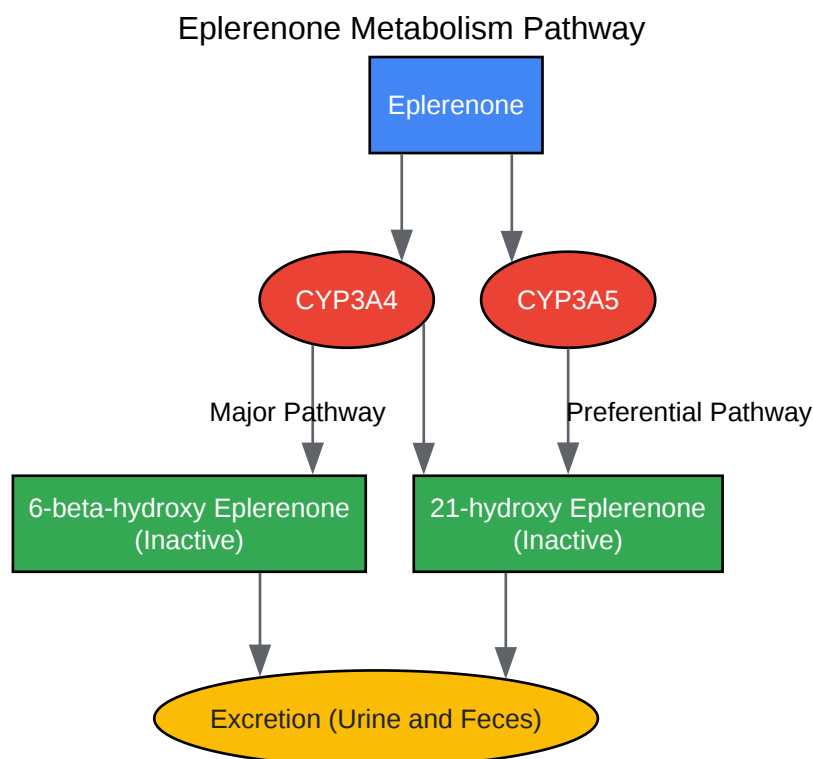 Eplerenone Metabolism Pathway
Eplerenone
CYP3A4
CYP3A5
Major Pathway
Preferential Pathway
6-beta-hydroxy Eplerenone
(Inactive)
21-hydroxy Eplerenone
(Inactive)
Excretion (Urine and Feces)